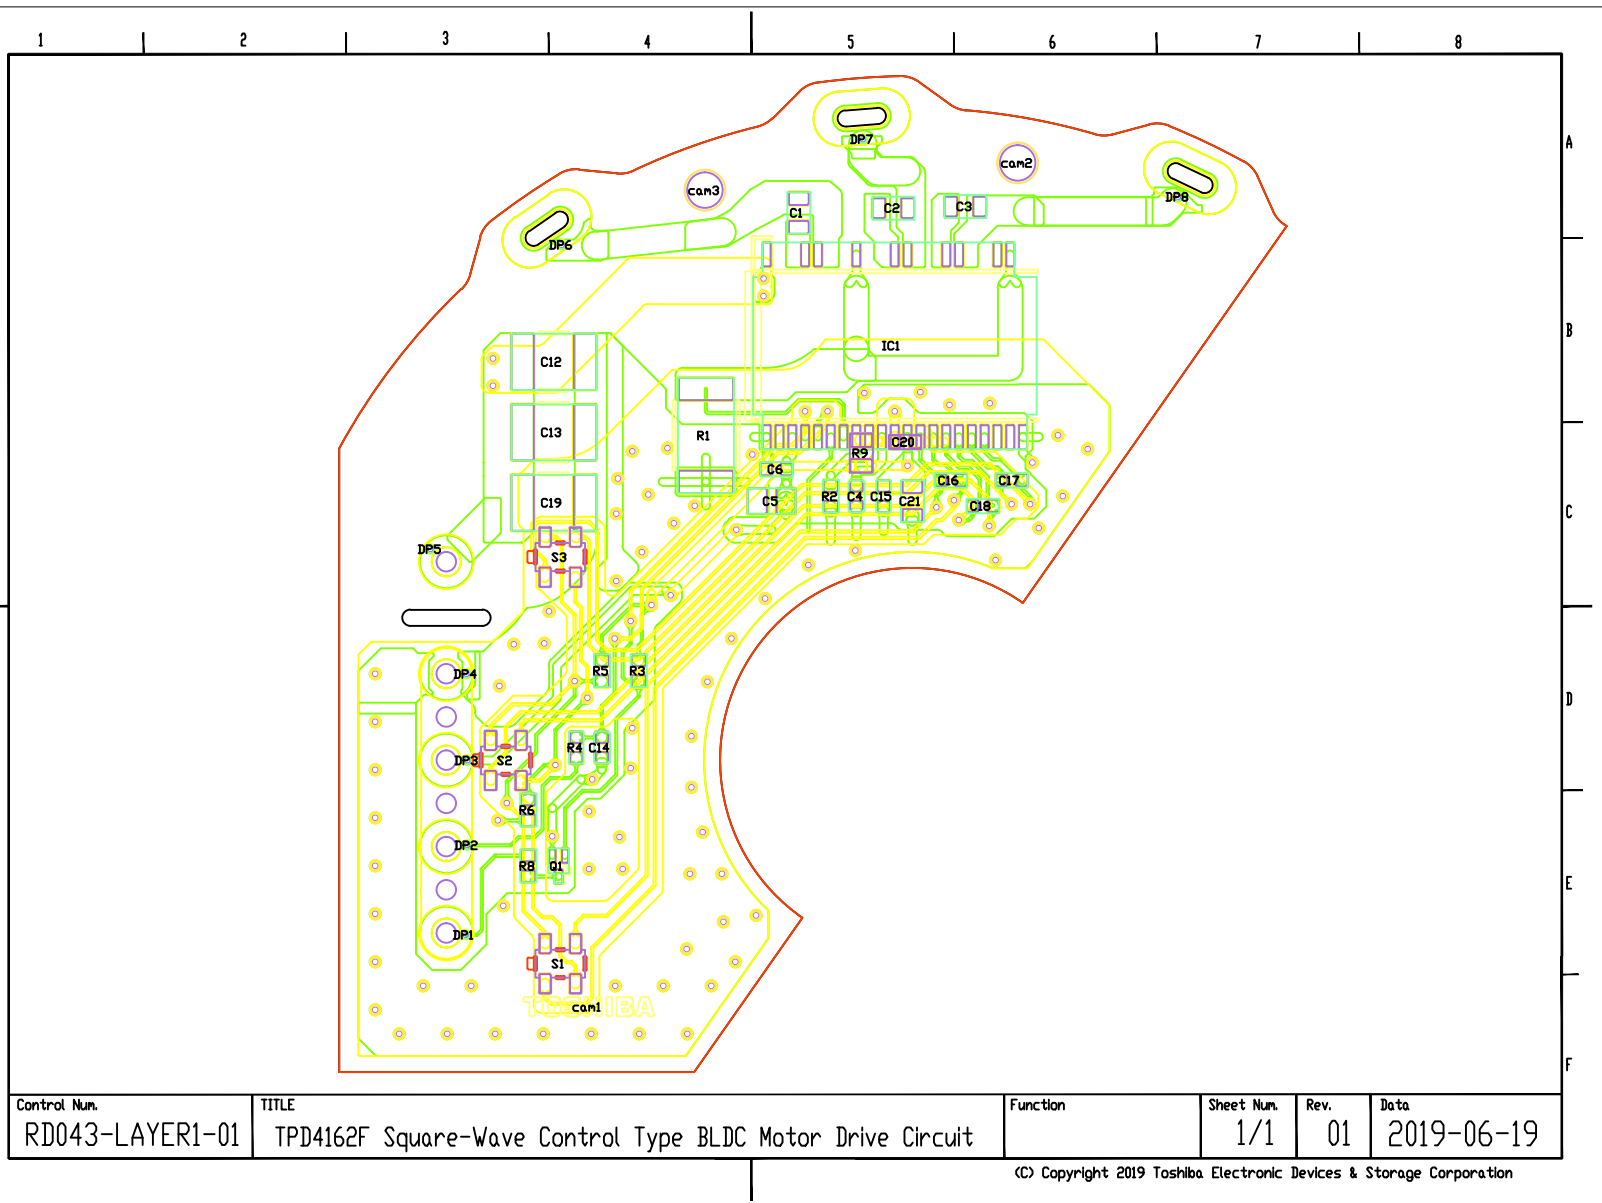 1 2 3 4 5 6 7 8
A
B
C
D
E
F
DP7
cam2
cam3
DP8
C1 C2 C3
DP6
IC1
C12
C13
R1
C20
R9
C6
C16 C17
C19
C5 R2 C4 C15 C21 C18
DP5
S3
DP4
R5 R3
R4 C14
DP3 S2
R6
DP2
R8 Q1
DP1
S1
TOSHIBA
cam1
Control Num. TITLE Function Sheet Num. Rev. Data
RD043-LAYER1-01 TPD4162F Square-Wave Control Type BLDC Motor Drive Circuit 1/1 01 2019-06-19
(C) Copyright 2019 Toshiba Electronic Devices & Storage Corporation